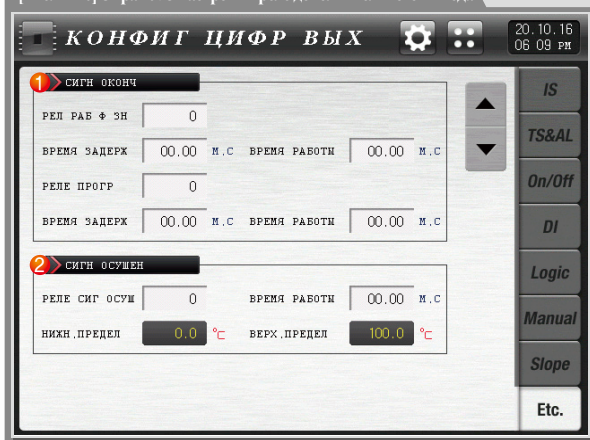 КОНФИГ ЦИФР ВЫХ
20.10.16
06 09 PM
1 СИГН ОКОНЧ
РЕЛ РАБ Ф ЗН 0
ВРЕМЯ ЗАДЕРЖ 00.00 М.С ВРЕМЯ РАБОТЫ 00.00 М.С
РЕЛЕ ПРОГР 0
ВРЕМЯ ЗАДЕРЖ 00.00 М.С ВРЕМЯ РАБОТЫ 00.00 М.С
2 СИГН ОСУШЕН
РЕЛЕ СИГ ОСУШ 0 ВРЕМЯ РАБОТЫ 00.00 М.С
НИЖН.ПРЕДЕЛ 0.0 ℃ ВЕРХ.ПРЕДЕЛ 100.0 ℃
IS
TS&AL
On/Off
DI
Logic
Manual
Slope
Etc.